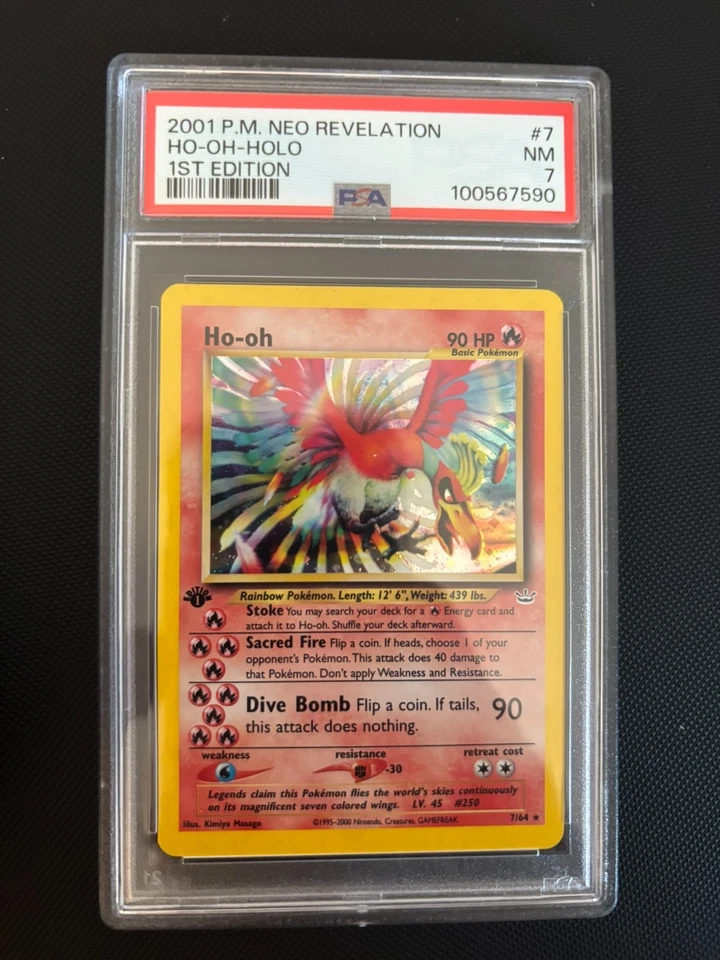 2001 P.M. NEO REVELATION #7
HO-OH-HOLO NM
1ST EDITION 7
PSA 100567590
Ho-oh 90 HP
Basic Pokémon
Rainbow Pokémon. Length: 12' 6", Weight: 439 lbs.
EDITION 1
Stoke You may search your deck for a Energy card and
attach it to Ho-oh. Shuffle your deck afterward.
Sacred Fire Flip a coin. If heads, choose 1 of your
opponent's Pokémon. This attack does 40 damage to
that Pokémon. Don't apply Weakness and Resistance.
Dive Bomb Flip a coin. If tails, 90
this attack does nothing.
weakness resistance retreat cost
-30
Legends claim this Pokémon flies the world's skies continuously
on its magnificent seven colored wings. LV. 45 #250
Illus. Kimiya Masago ©1995-2000 Nintendo, Creatures, GAMEFREAK. 7/64 ★